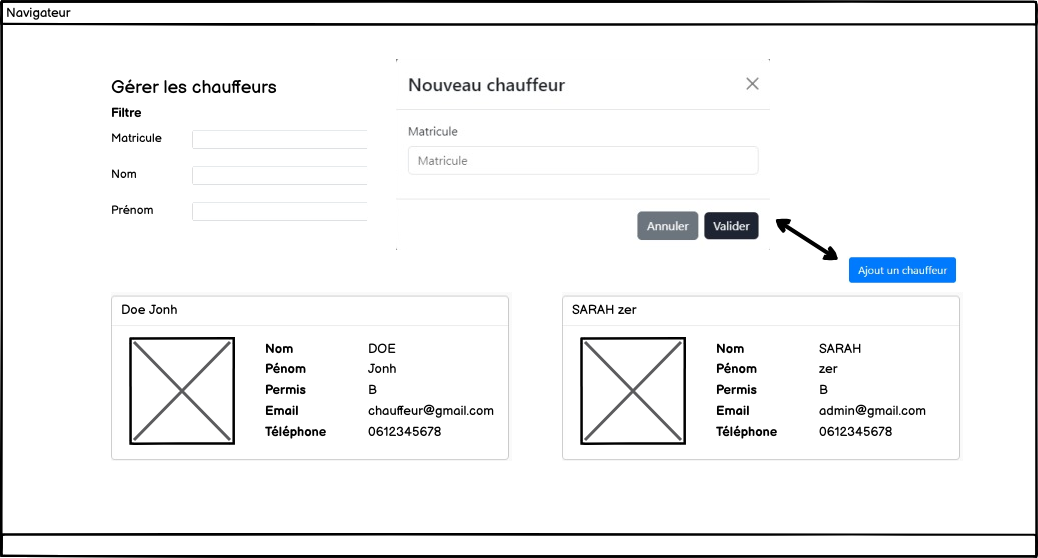 Navigateur
Gérer les chauffeurs
Filtre
Matricule
Nom
Prénom
Nouveau chauffeur
Matricule
Matricule
Annuler Valider
Ajout un chauffeur
Doe Jonh
Nom DOE
Pénom Jonh
Permis B
Email chauffeur@gmail.com
Téléphone 0612345678
SARAH zer
Nom SARAH
Pénom zer
Permis B
Email admin@gmail.com
Téléphone 0612345678